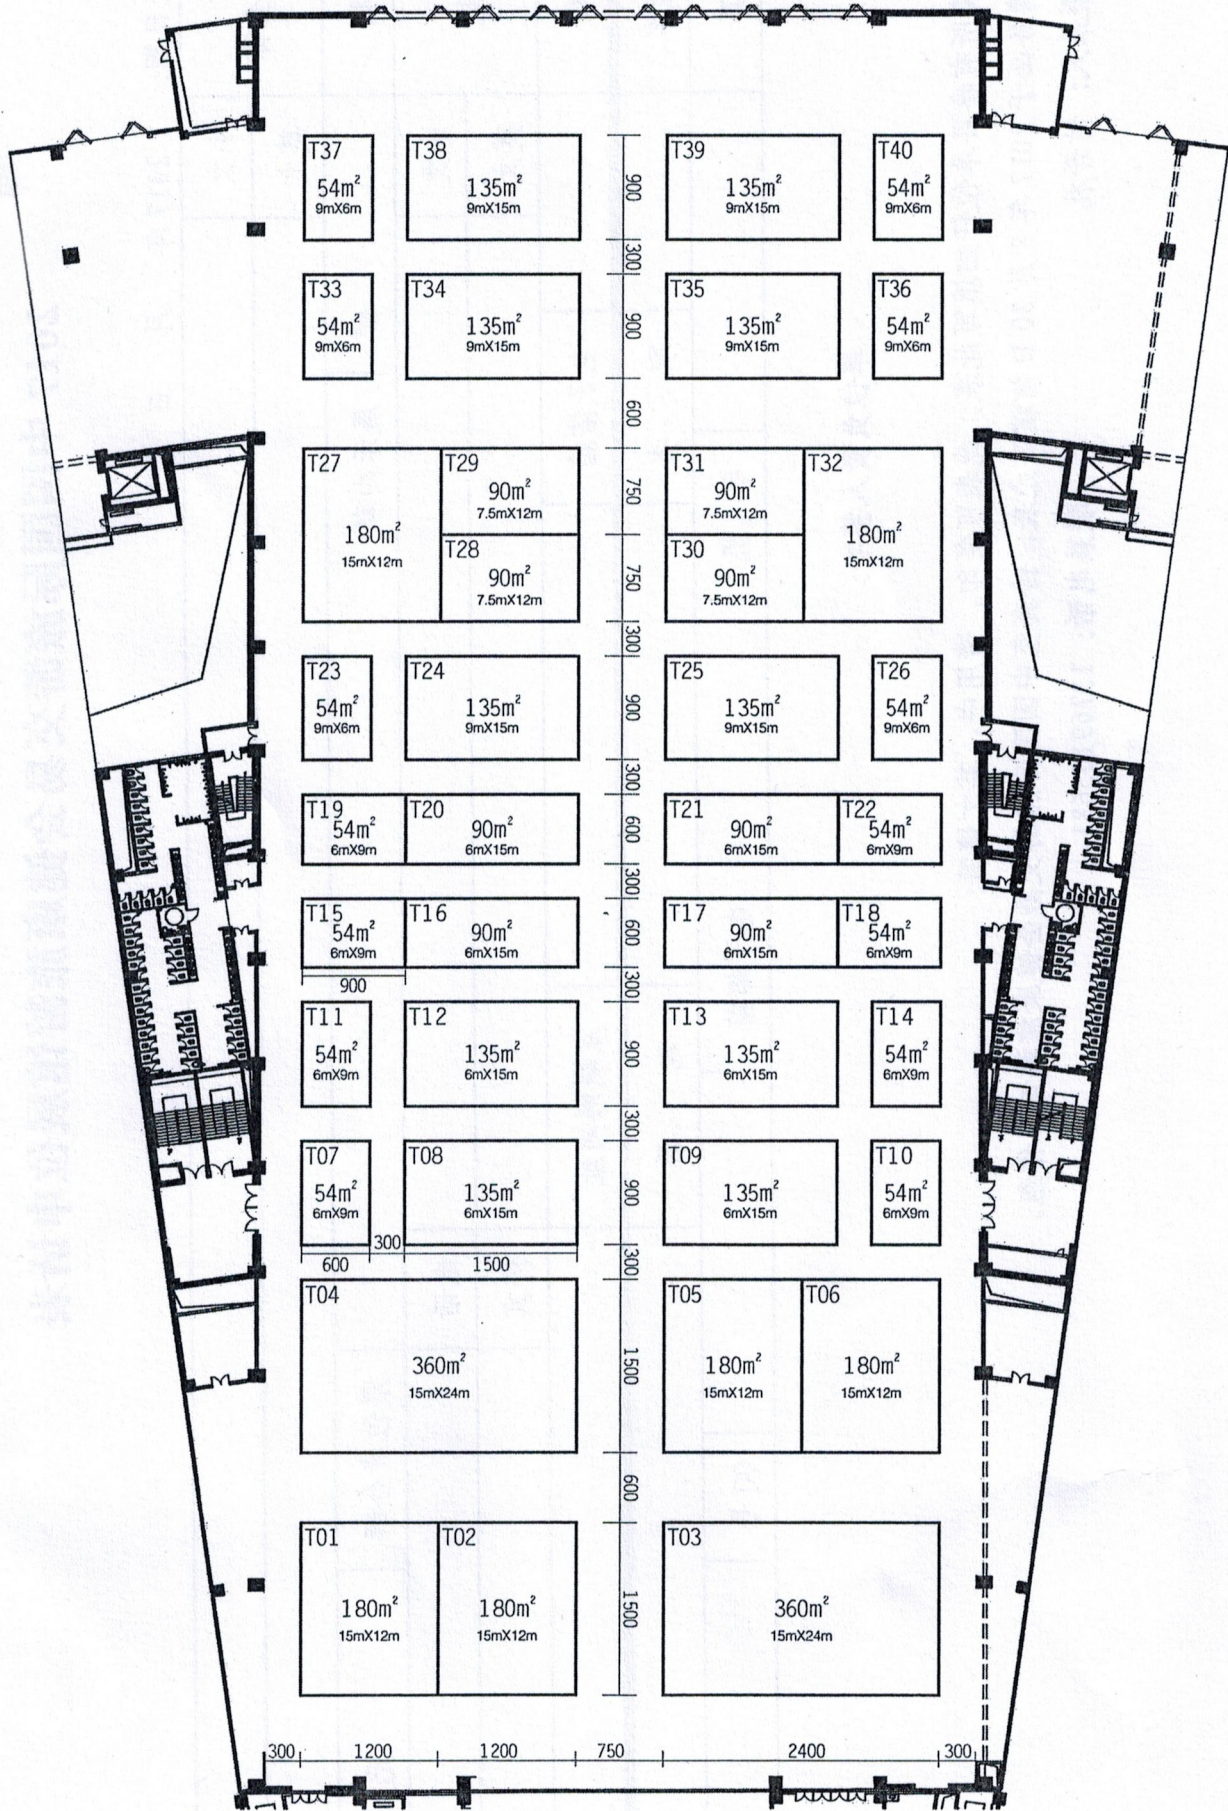 T37
54m²
9mX6m
T38
135m²
9mX15m
T39
135m²
9mX15m
T40
54m²
9mX6m
900
300
T33
54m²
9mX6m
T34
135m²
9mX15m
T35
135m²
9mX15m
T36
54m²
9mX6m
900
600
T27
180m²
15mX12m
T29
90m²
7.5mX12m
T28
90m²
7.5mX12m
T31
90m²
7.5mX12m
T30
90m²
7.5mX12m
T32
180m²
15mX12m
750
750
300
T23
54m²
9mX6m
T24
135m²
9mX15m
T25
135m²
9mX15m
T26
54m²
9mX6m
900
300
T19
54m²
6mX9m
T20
90m²
6mX15m
T21
90m²
6mX15m
T22
54m²
6mX9m
600
300
T15
54m²
6mX9m
T16
90m²
6mX15m
T17
90m²
6mX15m
T18
54m²
6mX9m
600
300
900
T11
54m²
6mX9m
T12
135m²
6mX15m
T13
135m²
6mX15m
T14
54m²
6mX9m
900
300
T07
54m²
6mX9m
T08
135m²
6mX15m
T09
135m²
6mX15m
T10
54m²
6mX9m
900
300
600
300
1500
T04
360m²
15mX24m
T05
180m²
15mX12m
T06
180m²
15mX12m
1500
600
T01
180m²
15mX12m
T02
180m²
15mX12m
T03
360m²
15mX24m
1500
300
1200
1200
750
2400
300